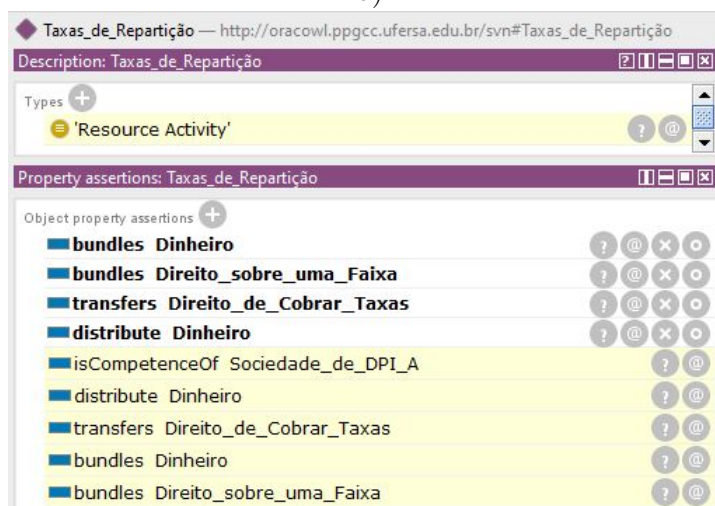 Taxas_de_Repartição — http://oracowl.ppgcc.ufersa.edu.br/svn#Taxas_de_Repartição
Description: Taxas_de_Repartição
Types
'Resource Activity'
Property assertions: Taxas_de_Repartição
Object property assertions
bundles Dinheiro
bundles Direito_sobre_uma_Faixa
transfers Direito_de_Cobrar_Taxas
distribute Dinheiro
isCompetenceOf Sociedade_de_DPI_A
distribute Dinheiro
transfers Direito_de_Cobrar_Taxas
bundles Dinheiro
bundles Direito_sobre_uma_Faixa